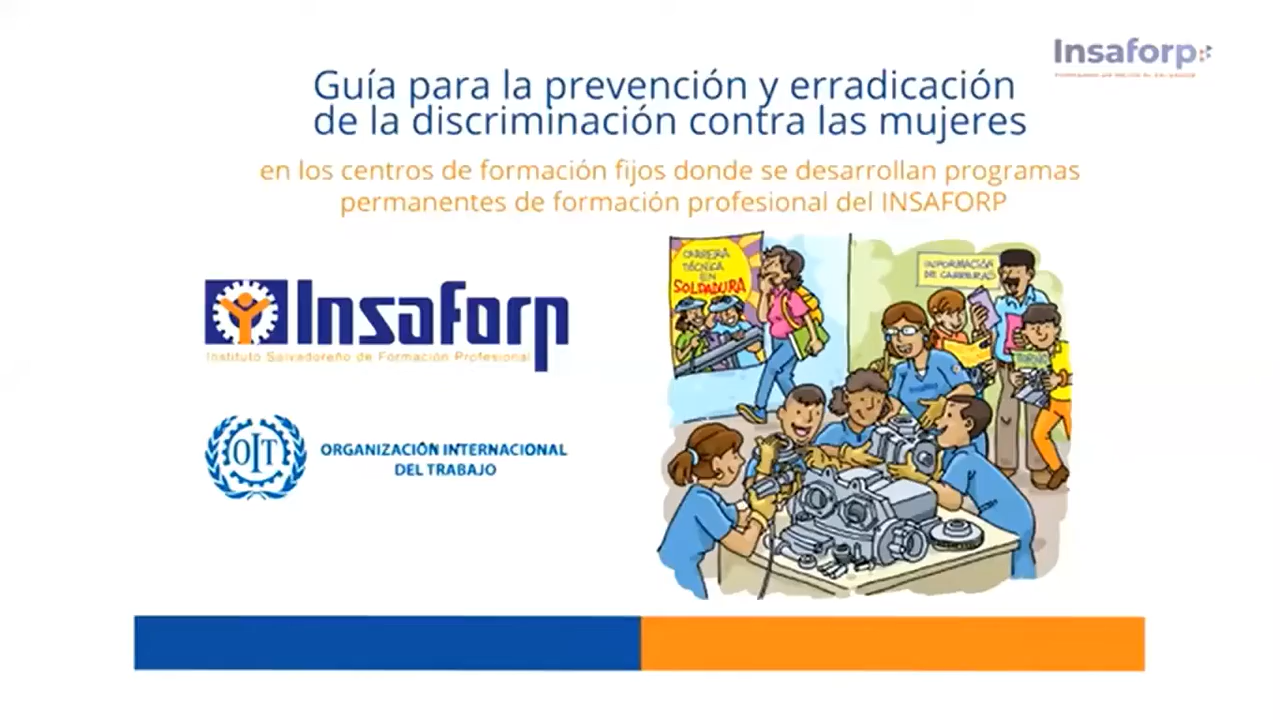 Insaforp
Guía para la prevención y erradicación
de la discriminación contra las mujeres
en los centros de formación fijos donde se desarrollan programas
permanentes de formación profesional del INSAFORP
CARRERA
TÉCNICA
EN
SOLDADURA
INFORMACIÓN
DE CARRERAS
Insaforp
Instituto Salvadoreño de Formación Profesional
OIT
ORGANIZACIÓN INTERNACIONAL
DEL TRABAJO